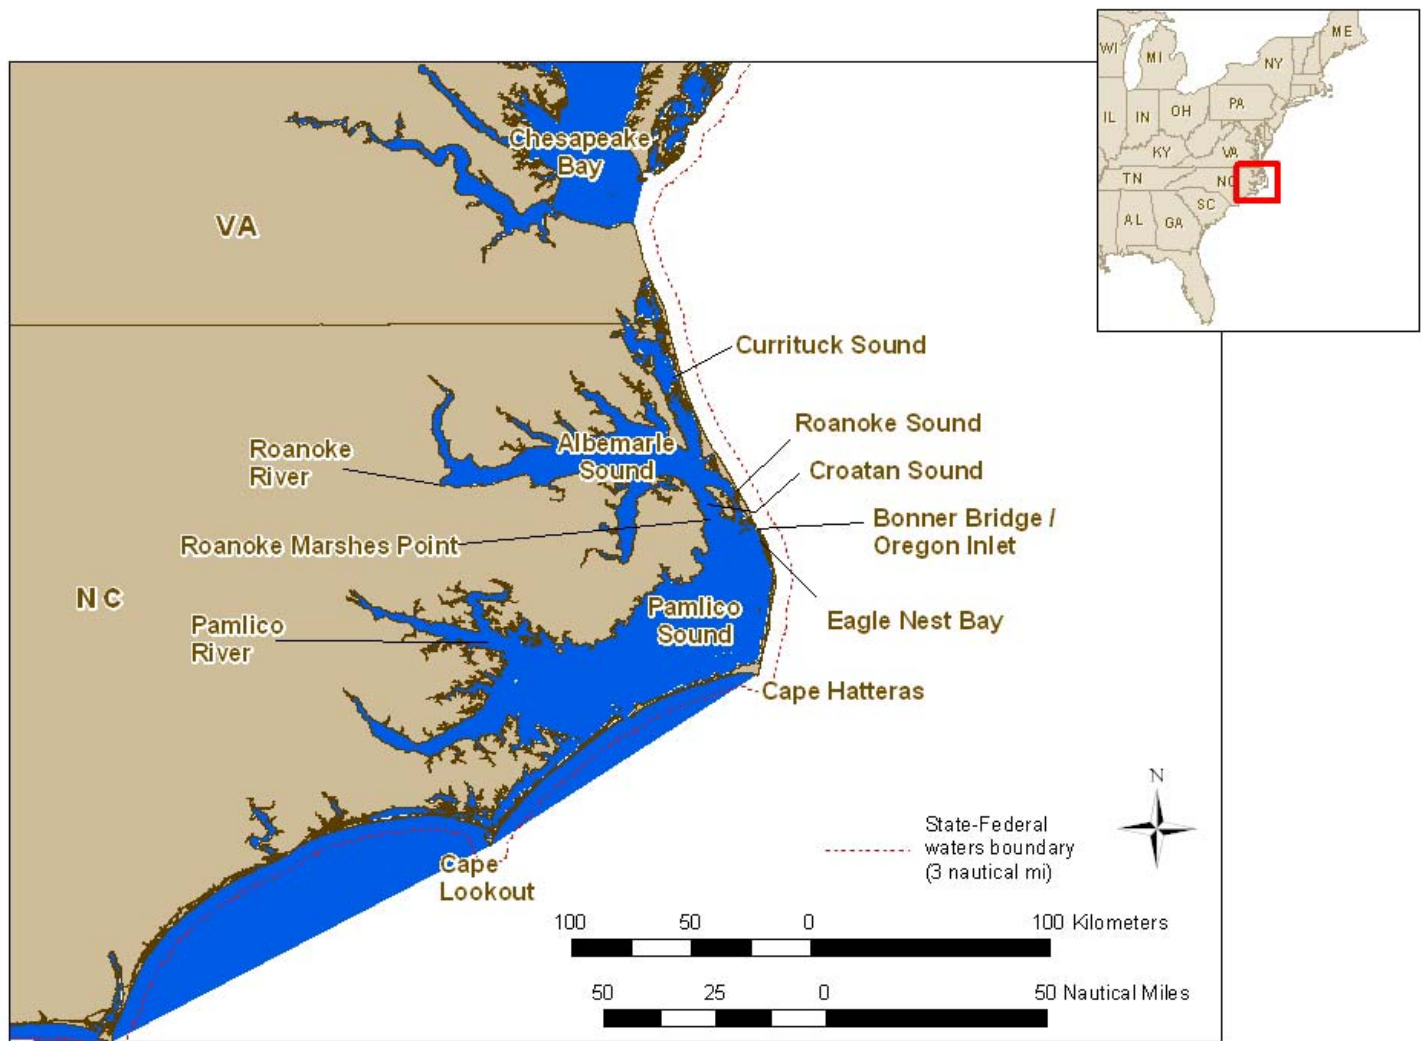 WI
MI
ME
NY
IL
IN
OH
PA
KY
VA
TN
NC
SC
AL
GA
Chesapeake
Bay
VA
Currituck Sound
Roanoke Sound
Albemarle
Sound
Roanoke
River
Croatan Sound
Bonner Bridge /
Oregon Inlet
Roanoke Marshes Point
NC
Pamlico
Sound
Eagle Nest Bay
Pamlico
River
Cape Hatteras
N
State-Federal
waters boundary
(3 nautical mi)
Cape
Lookout
100 50 0 100 Kilometers
50 25 0 50 Nautical Miles